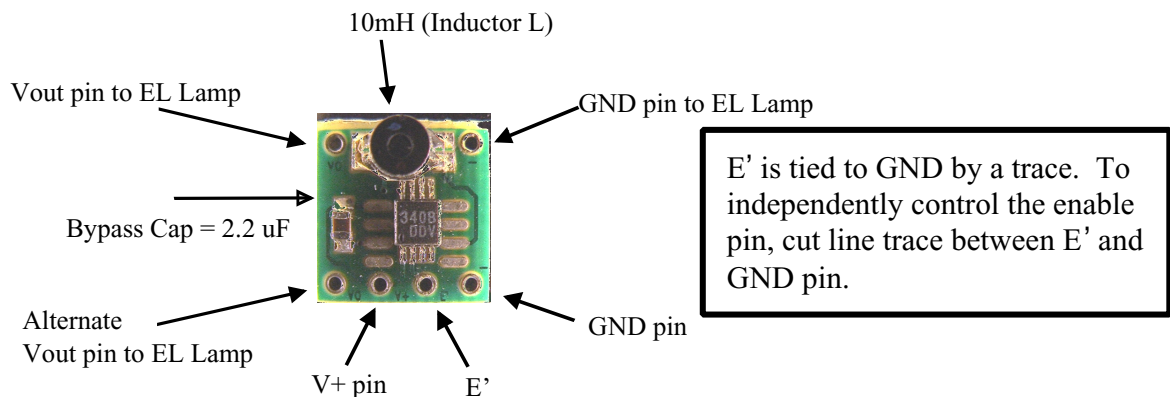 10mH (Inductor L)
Vout pin to EL Lamp
GND pin to EL Lamp
E’ is tied to GND by a trace. To
independently control the enable
pin, cut line trace between E’ and
GND pin.
Bypass Cap = 2.2 uF
3408
DDV
VO
V+
E
Alternate
Vout pin to EL Lamp
GND pin
V+ pin
E’